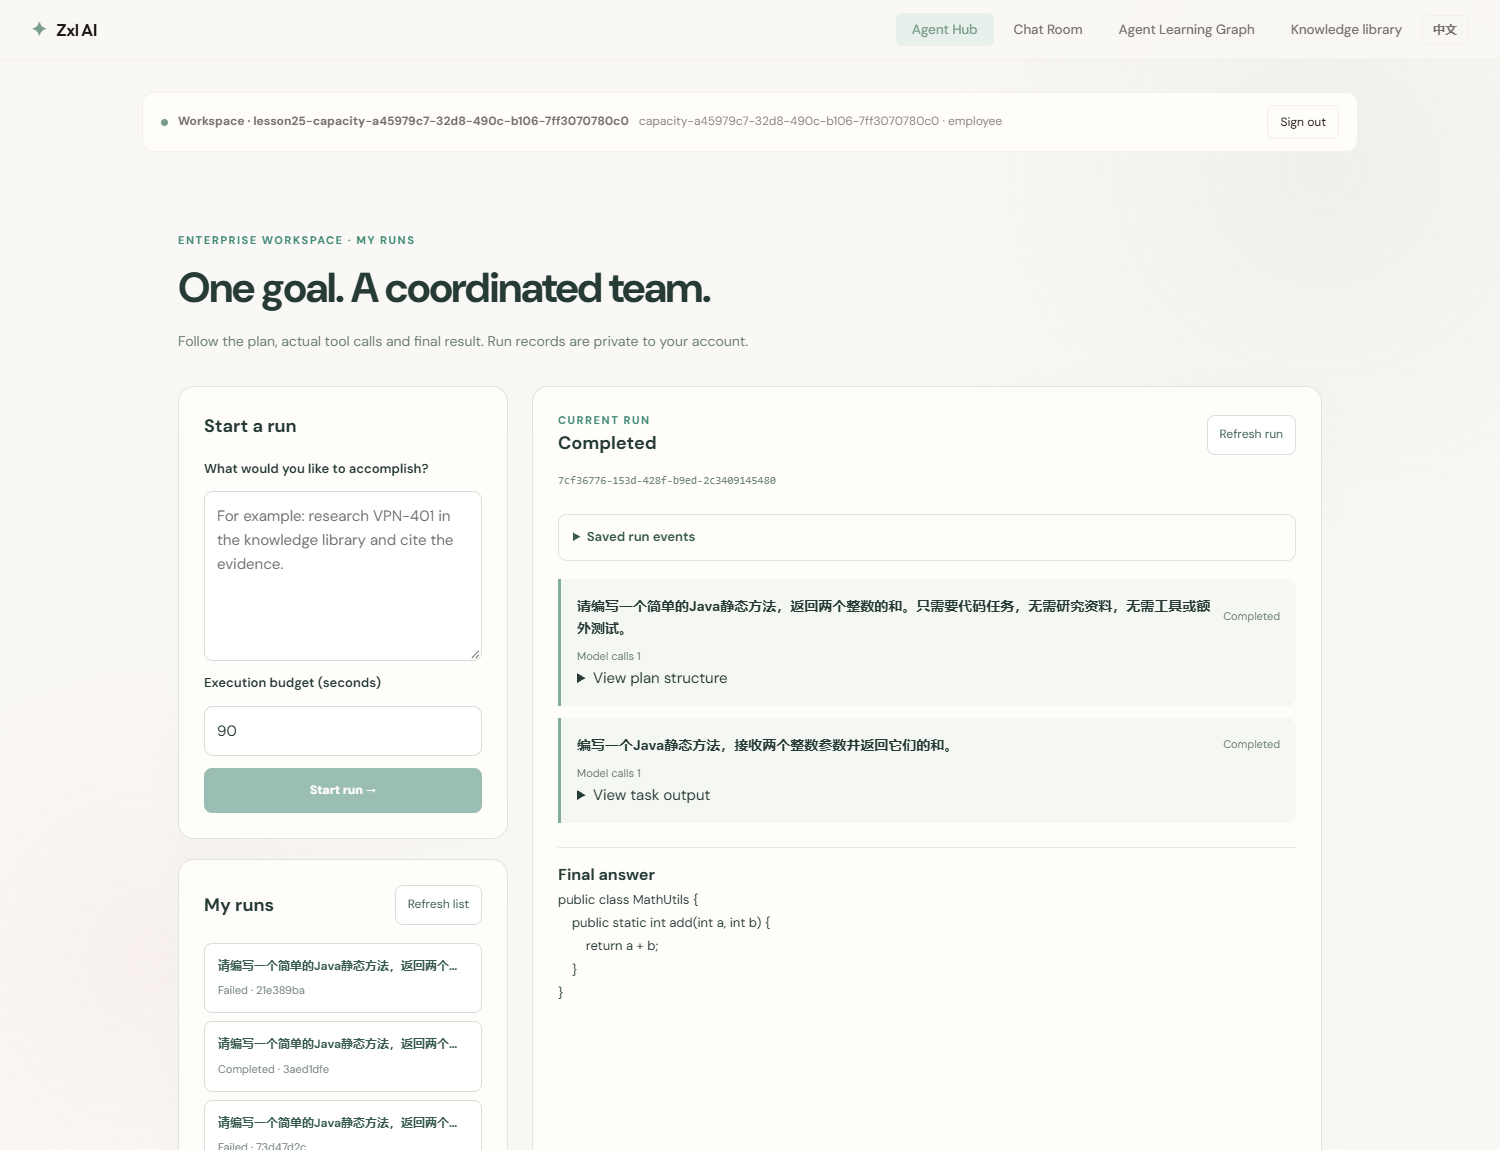 Zxl AI
Agent Hub
Chat Room
Agent Learning Graph
Knowledge library
中文
Workspace · lesson25-capacity-a45979c7-32d8-490c-b106-7ff3070780c0 capacity-a45979c7-32d8-490c-b106-7ff3070780c0 · employee
Sign out
ENTERPRISE WORKSPACE · MY RUNS
One goal. A coordinated team.
Follow the plan, actual tool calls and final result. Run records are private to your account.
Start a run
What would you like to accomplish?
For example: research VPN-401 in
the knowledge library and cite the
evidence.
Execution budget (seconds)
90
Start run →
My runs
Refresh list
请编写一个简单的Java静态方法，返回两个...
Failed · 21e389ba
请编写一个简单的Java静态方法，返回两个...
Completed · 3aed1dfe
请编写一个简单的Java静态方法，返回两个...
Failed · 73d47d2c
CURRENT RUN
Completed
Refresh run
7cf36776-153d-428f-b9ed-2c3409145480
Saved run events
请编写一个简单的Java静态方法，返回两个整数的和。只需要代码任务，无需研究资料，无需工具或额
外测试。
Completed
Model calls 1
View plan structure
编写一个Java静态方法，接收两个整数参数并返回它们的和。
Completed
Model calls 1
View task output
Final answer
public class MathUtils {
public static int add(int a, int b) {
return a + b;
}
}